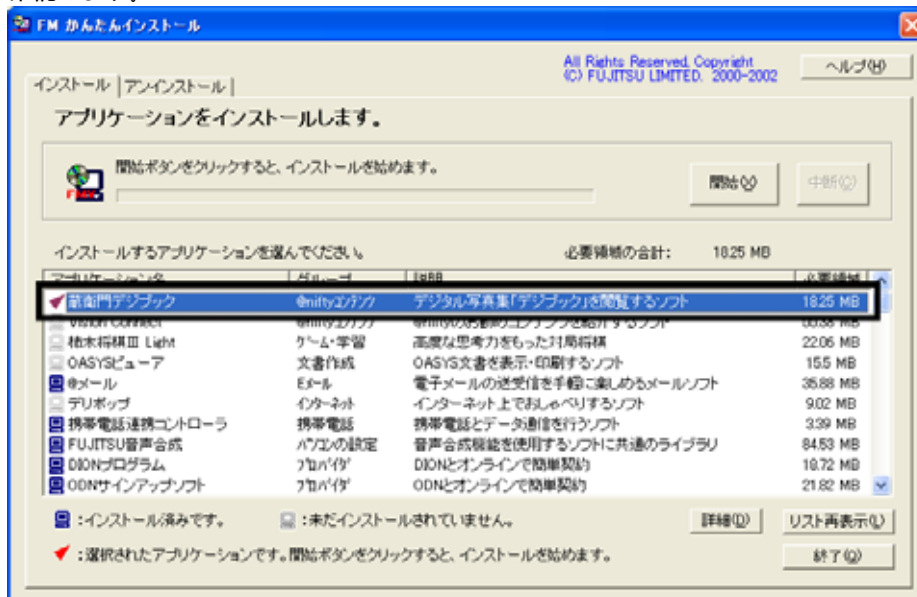 FM かんたんインストール
All Rights Reserved, Copyright
(C) FUJITSU LIMITED. 2000-2002
ヘルプ(H)
インストール アンインストール
アプリケーションをインストールします。
開始ボタンをクリックすると、インストールを始めます。
開始(X) 中断(C)
インストールするアプリケーションを選んでください。 必要領域の合計: 18.25 MB
アプリケーション名 グループ 説明 必要領域
蔵衛門デジブック @niftyコンテンツ デジタル写真集「デジブック」を閲覧するソフト 18.25 MB
Vision Connect @niftyコンテンツ
柿木将棋III Light ゲーム・学習 高度な思考力をもった対局将棋 22.06 MB
OASYSビューア 文書作成 OASYS文書を表示・印刷するソフト 15.5 MB
@メール Eメール 電子メールの送受信を手軽に楽しめるメールソフト 35.88 MB
デリポップ インターネット インターネット上でおしゃべりするソフト 9.02 MB
携帯電話連携コントローラ 携帯電話 携帯電話とデータ通信を行うソフト 3.39 MB
FUJITSU音声合成 パソコンの設定 音声合成機能を使用するソフトに共通のライブラリ 84.53 MB
DIONプログラム プロバイダ DIONとオンラインで簡単契約 18.72 MB
ODNサインアップソフト プロバイダ ODNとオンラインで簡単契約 21.82 MB
:インストール済みです。 :未だインストールされていません。 詳細(D) リスト再表示(L)
:選択されたアプリケーションです。開始ボタンをクリックすると、インストールを始めます。 終了(Q)